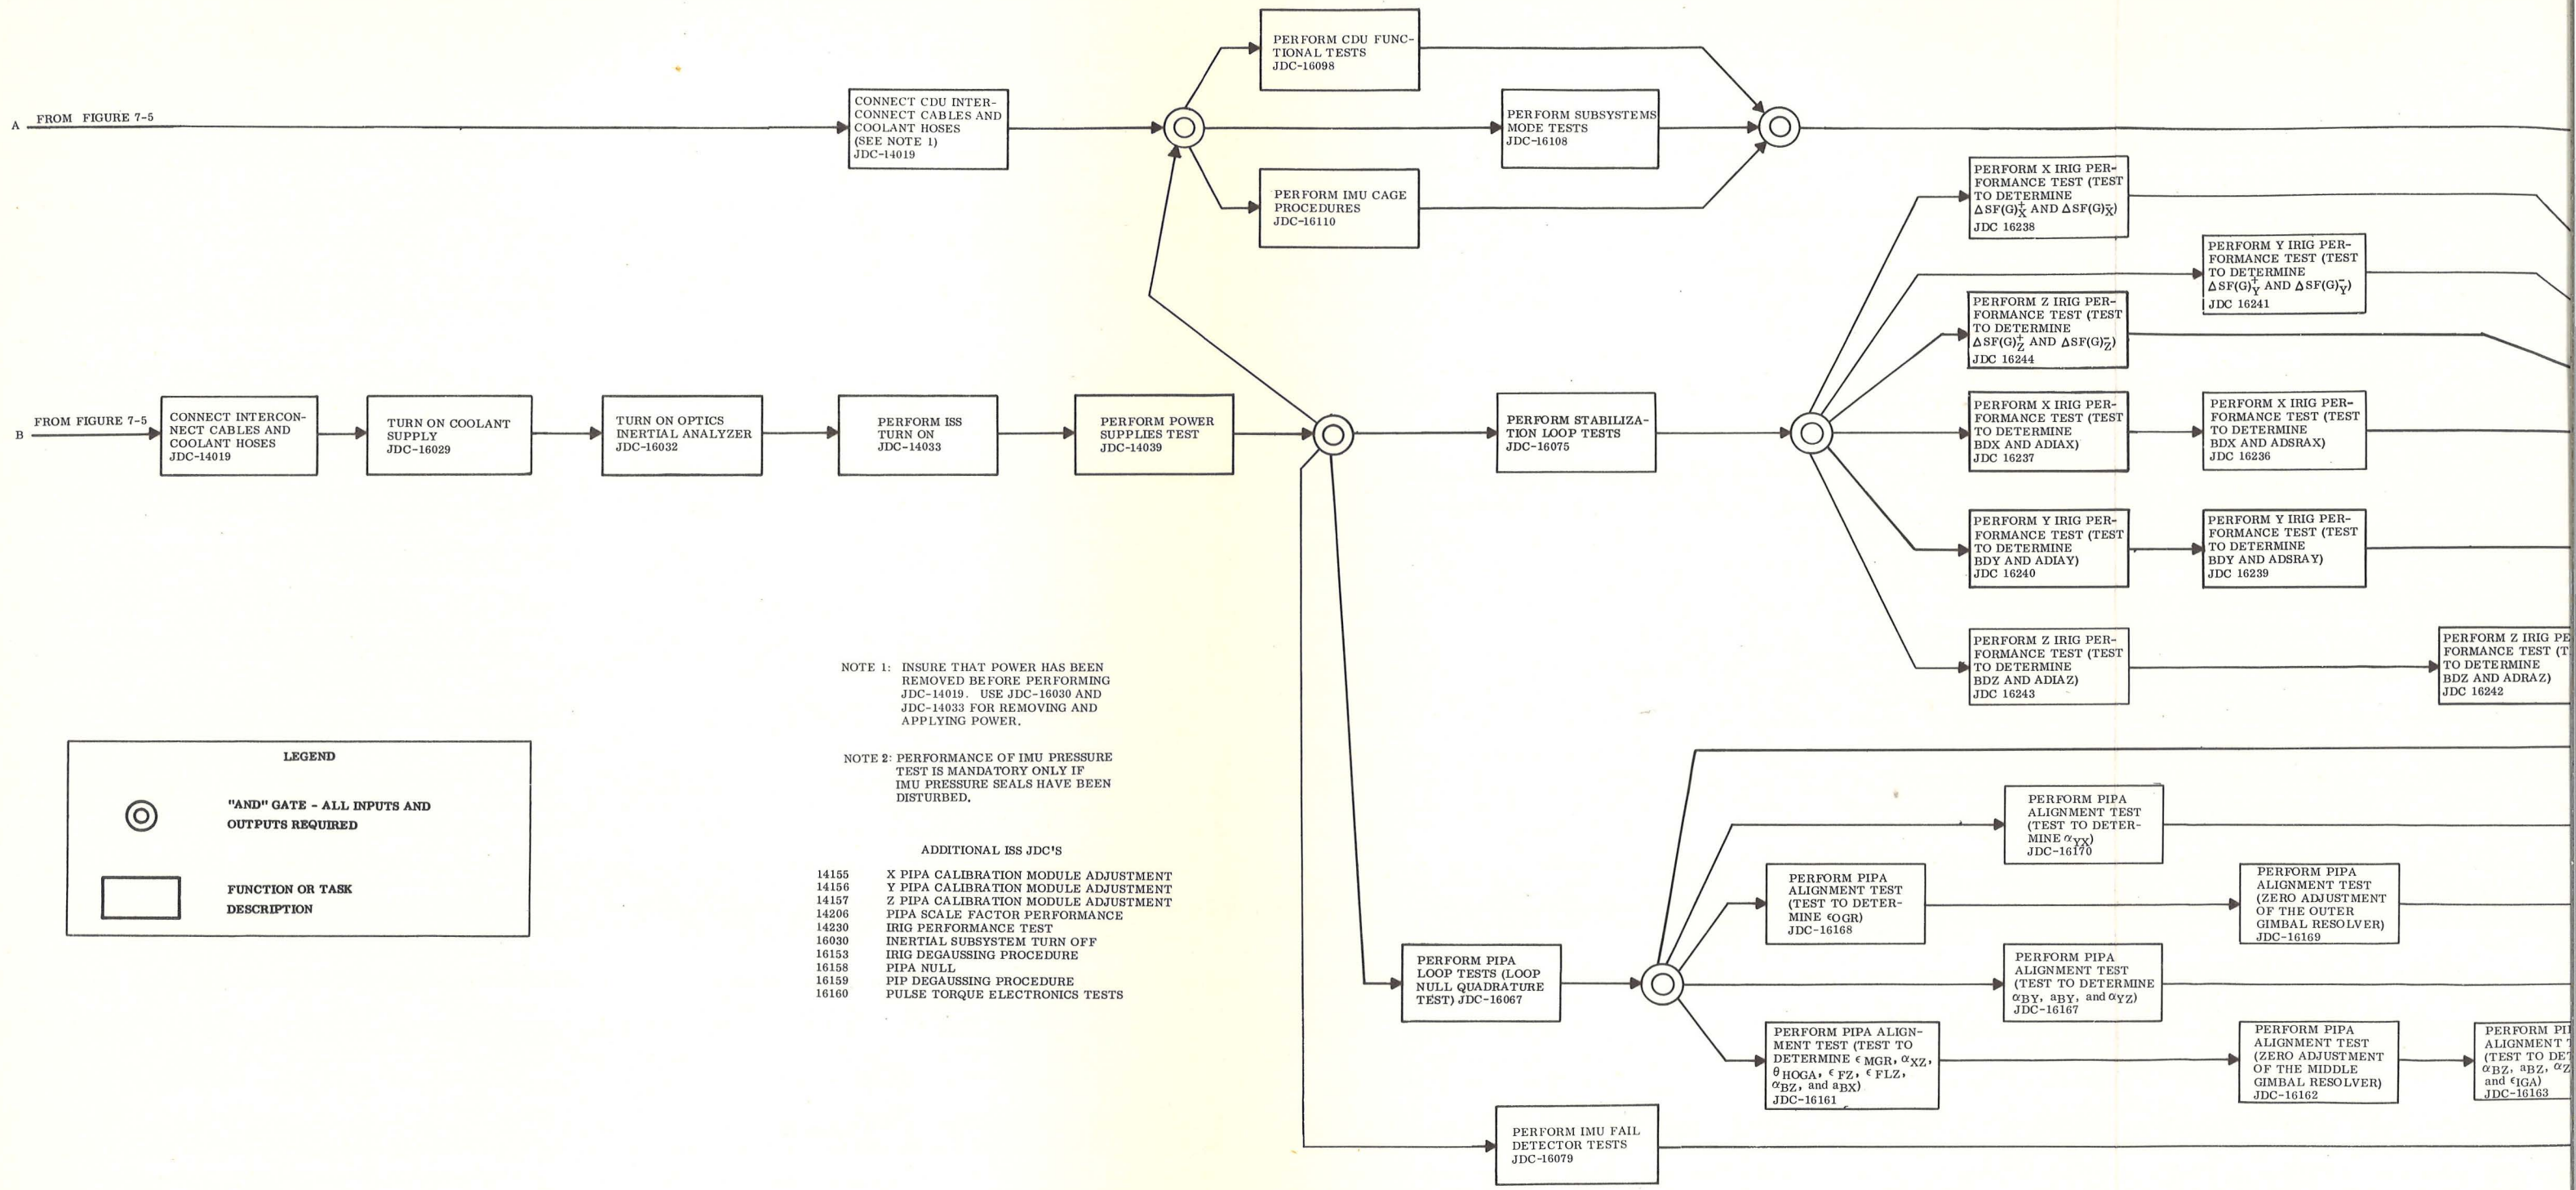 PERFORM CDU FUNC-
TIONAL TESTS
JDC-16098
A FROM FIGURE 7-5
CONNECT CDU INTER-
CONNECT CABLES AND
COOLANT HOSES
(SEE NOTE 1)
JDC-14019
PERFORM SUBSYSTEMS
MODE TESTS
JDC-16108
PERFORM IMU CAGE
PROCEDURES
JDC-16110
PERFORM X IRIG PER-
FORMANCE TEST (TEST
TO DETERMINE
ΔSF(G)⁺X AND ΔSF(G)⁻X)
JDC 16238
PERFORM Y IRIG PER-
FORMANCE TEST (TEST
TO DETERMINE
ΔSF(G)⁺Y AND ΔSF(G)⁻Y)
JDC 16241
PERFORM Z IRIG PER-
FORMANCE TEST (TEST
TO DETERMINE
ΔSF(G)⁺Z AND ΔSF(G)⁻Z)
JDC 16244
B FROM FIGURE 7-5
CONNECT INTERCON-
NECT CABLES AND
COOLANT HOSES
JDC-14019
TURN ON COOLANT
SUPPLY
JDC-16029
TURN ON OPTICS
INERTIAL ANALYZER
JDC-16032
PERFORM ISS
TURN ON
JDC-14033
PERFORM POWER
SUPPLIES TEST
JDC-14039
PERFORM STABILIZA-
TION LOOP TESTS
JDC-16075
PERFORM X IRIG PER-
FORMANCE TEST (TEST
TO DETERMINE
BDX AND ADIAX)
JDC 16237
PERFORM X IRIG PER-
FORMANCE TEST (TEST
TO DETERMINE
BDX AND ADSRAX)
JDC 16236
PERFORM Y IRIG PER-
FORMANCE TEST (TEST
TO DETERMINE
BDY AND ADIAY)
JDC 16240
PERFORM Y IRIG PER-
FORMANCE TEST (TEST
TO DETERMINE
BDY AND ADSRAY)
JDC 16239
PERFORM Z IRIG PER-
FORMANCE TEST (TEST
TO DETERMINE
BDZ AND ADIAZ)
JDC 16243
PERFORM Z IRIG PE
FORMANCE TEST (T
TO DETERMINE
BDZ AND ADRAZ)
JDC 16242
NOTE 1: INSURE THAT POWER HAS BEEN
REMOVED BEFORE PERFORMING
JDC-14019. USE JDC-16030 AND
JDC-14033 FOR REMOVING AND
APPLYING POWER.
NOTE 2: PERFORMANCE OF IMU PRESSURE
TEST IS MANDATORY ONLY IF
IMU PRESSURE SEALS HAVE BEEN
DISTURBED.
LEGEND
"AND" GATE - ALL INPUTS AND
OUTPUTS REQUIRED
FUNCTION OR TASK
DESCRIPTION
ADDITIONAL ISS JDC'S
14155 X PIPA CALIBRATION MODULE ADJUSTMENT
14156 Y PIPA CALIBRATION MODULE ADJUSTMENT
14157 Z PIPA CALIBRATION MODULE ADJUSTMENT
14206 PIPA SCALE FACTOR PERFORMANCE
14230 IRIG PERFORMANCE TEST
16030 INERTIAL SUBSYSTEM TURN OFF
16153 IRIG DEGAUSSING PROCEDURE
16158 PIPA NULL
16159 PIP DEGAUSSING PROCEDURE
16160 PULSE TORQUE ELECTRONICS TESTS
PERFORM PIPA
ALIGNMENT TEST
(TEST TO DETER-
MINE αYX)
JDC-16170
PERFORM PIPA
ALIGNMENT TEST
(TEST TO DETER-
MINE εOGR)
JDC-16168
PERFORM PIPA
ALIGNMENT TEST
(ZERO ADJUSTMENT
OF THE OUTER
GIMBAL RESOLVER)
JDC-16169
PERFORM PIPA
LOOP TESTS (LOOP
NULL QUADRATURE
TEST) JDC-16067
PERFORM PIPA
ALIGNMENT TEST
(TEST TO DETERMINE
αBY, aBY, and αYZ)
JDC-16167
PERFORM PIPA ALIGN-
MENT TEST (TEST TO
DETERMINE ε MGR, αXZ,
θ HOGA, ε FZ, ε FLZ,
αBZ, and aBX)
JDC-16161
PERFORM PIPA
ALIGNMENT TEST
(ZERO ADJUSTMENT
OF THE MIDDLE
GIMBAL RESOLVER)
JDC-16162
PERFORM PI
ALIGNMENT T
(TEST TO DET
αBZ, aBZ, αZ
and εIGA)
JDC-16163
PERFORM IMU FAIL
DETECTOR TESTS
JDC-16079